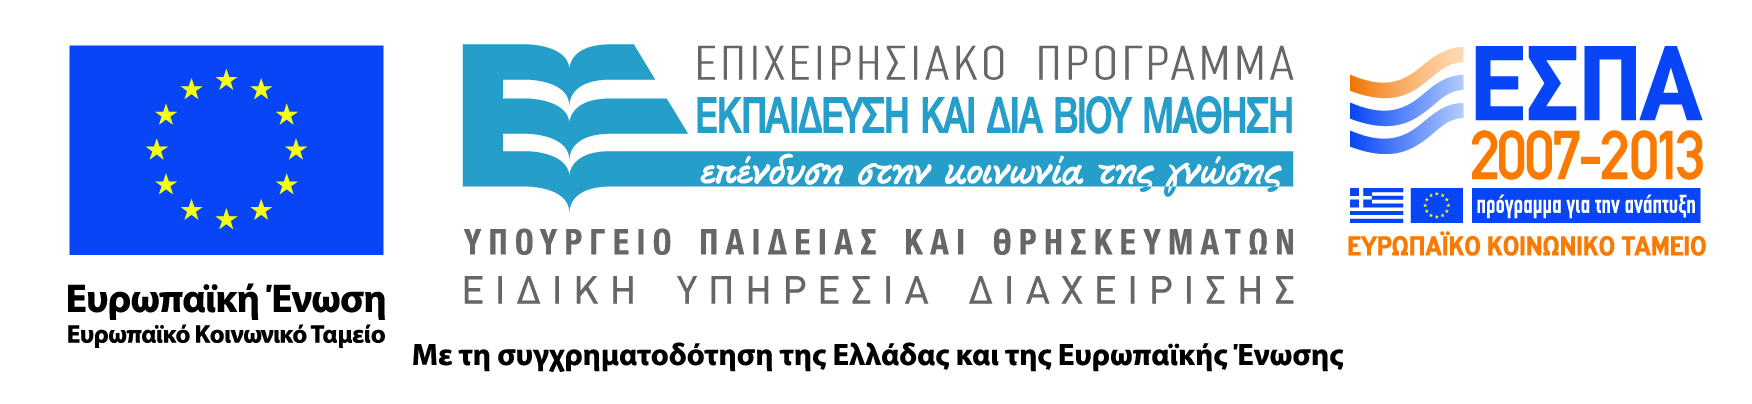 Ευρωπαϊκή Ένωση
Ευρωπαϊκό Κοινωνικό Ταμείο
ΕΠΙΧΕΙΡΗΣΙΑΚΟ ΠΡΟΓΡΑΜΜΑ
ΕΚΠΑΙΔΕΥΣΗ ΚΑΙ ΔΙΑ ΒΙΟΥ ΜΑΘΗΣΗ
επένδυση στην κοινωνία της γνώσης
ΥΠΟΥΡΓΕΙΟ ΠΑΙΔΕΙΑΣ ΚΑΙ ΘΡΗΣΚΕΥΜΑΤΩΝ
ΕΙΔΙΚΗ ΥΠΗΡΕΣΙΑ ΔΙΑΧΕΙΡΙΣΗΣ
Με τη συγχρηματοδότηση της Ελλάδας και της Ευρωπαϊκής Ένωσης
ΕΣΠΑ
2007-2013
πρόγραμμα για την ανάπτυξη
ΕΥΡΩΠΑΪΚΟ ΚΟΙΝΩΝΙΚΟ ΤΑΜΕΙΟ